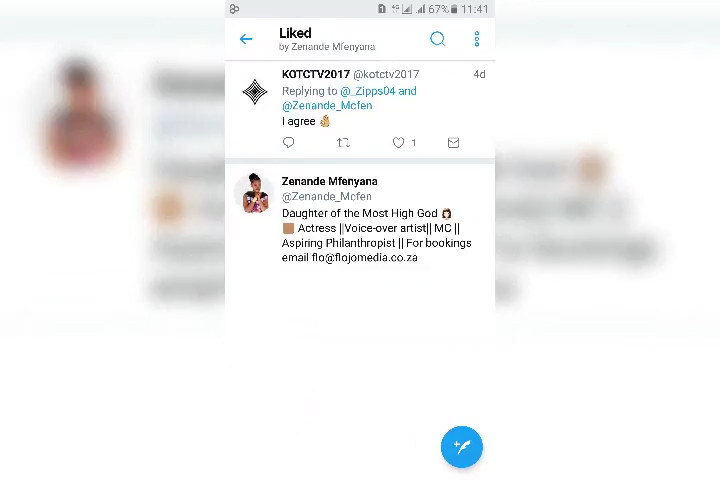 67% 11:41
Liked
by Zenande Mfenyana
KOTCTV2017 @kotctv2017 4d
Replying to @_Zipps04 and
@Zenande_Mcfen
I agree 👌🏼
1
Zenande Mfenyana
@Zenande_Mcfen
Daughter of the Most High God 💆🏽
🏽 Actress ||Voice-over artist|| MC ||
Aspiring Philanthropist || For bookings
email flo@flojomedia.co.za